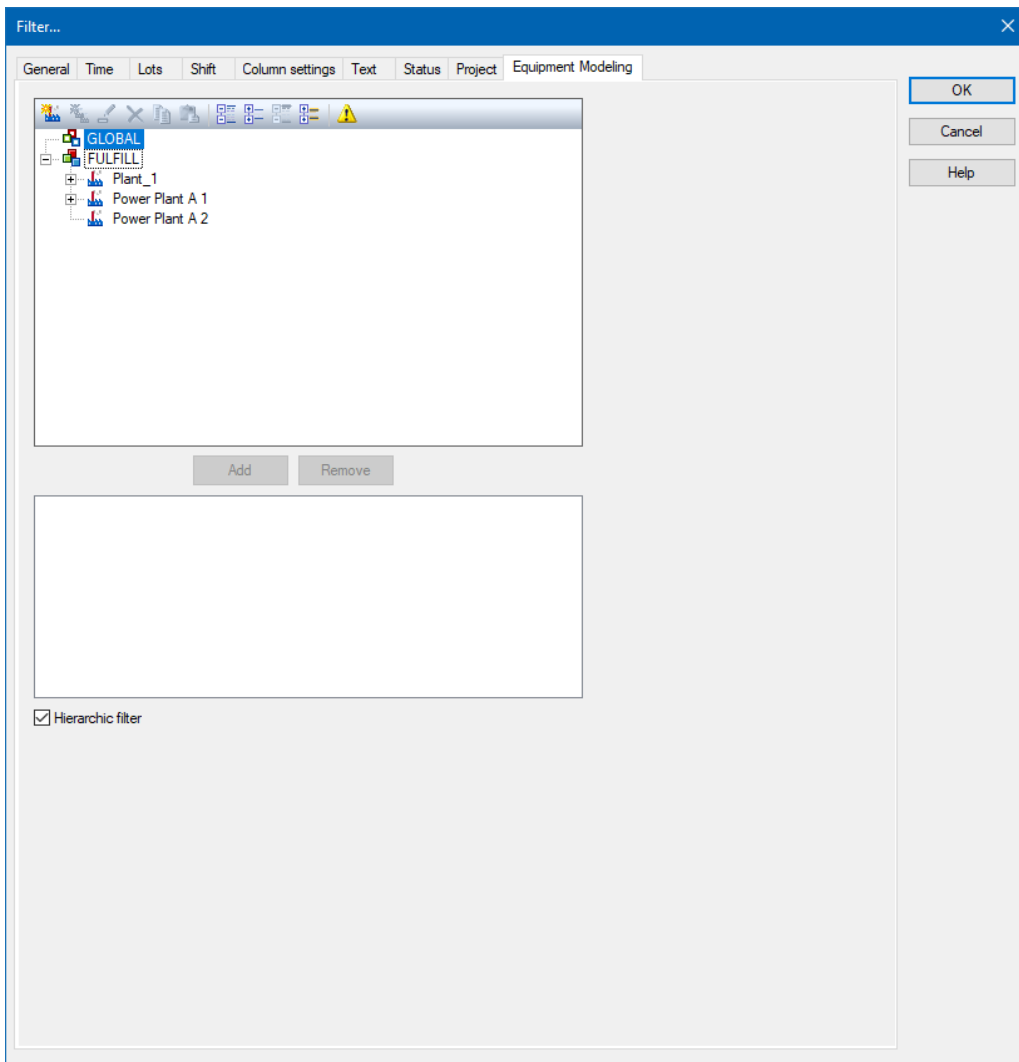 Filter...
General Time Lots Shift Column settings Text Status Project Equipment Modeling
OK
Cancel
Help
GLOBAL
FULFILL
Plant_1
Power Plant A 1
Power Plant A 2
Add Remove
Hierarchic filter